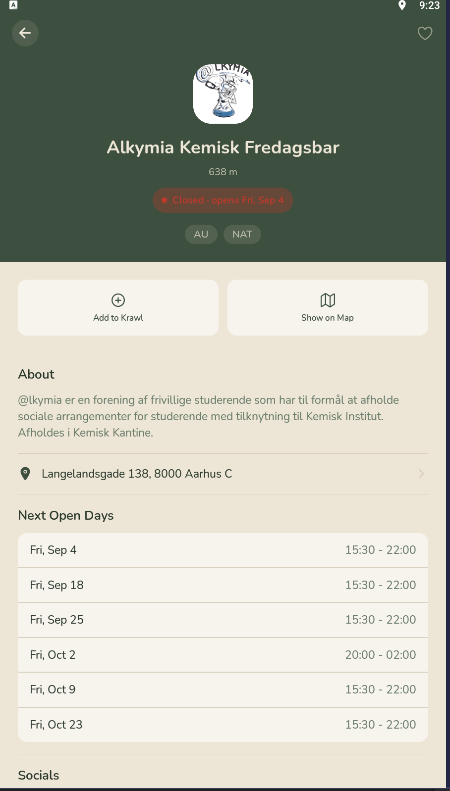 A
9:23
@LKYMIA
Alkymia Kemisk Fredagsbar
638 m
Closed · opens Fri, Sep 4
AU NAT
Add to Krawl Show on Map
About
@lkymia er en forening af frivillige studerende som har til formål at afholde
sociale arrangementer for studerende med tilknytning til Kemisk Institut.
Afholdes i Kemisk Kantine.
Langelandsgade 138, 8000 Aarhus C
Next Open Days
Fri, Sep 4 15:30 - 22:00
Fri, Sep 18 15:30 - 22:00
Fri, Sep 25 15:30 - 22:00
Fri, Oct 2 20:00 - 02:00
Fri, Oct 9 15:30 - 22:00
Fri, Oct 23 15:30 - 22:00
Socials